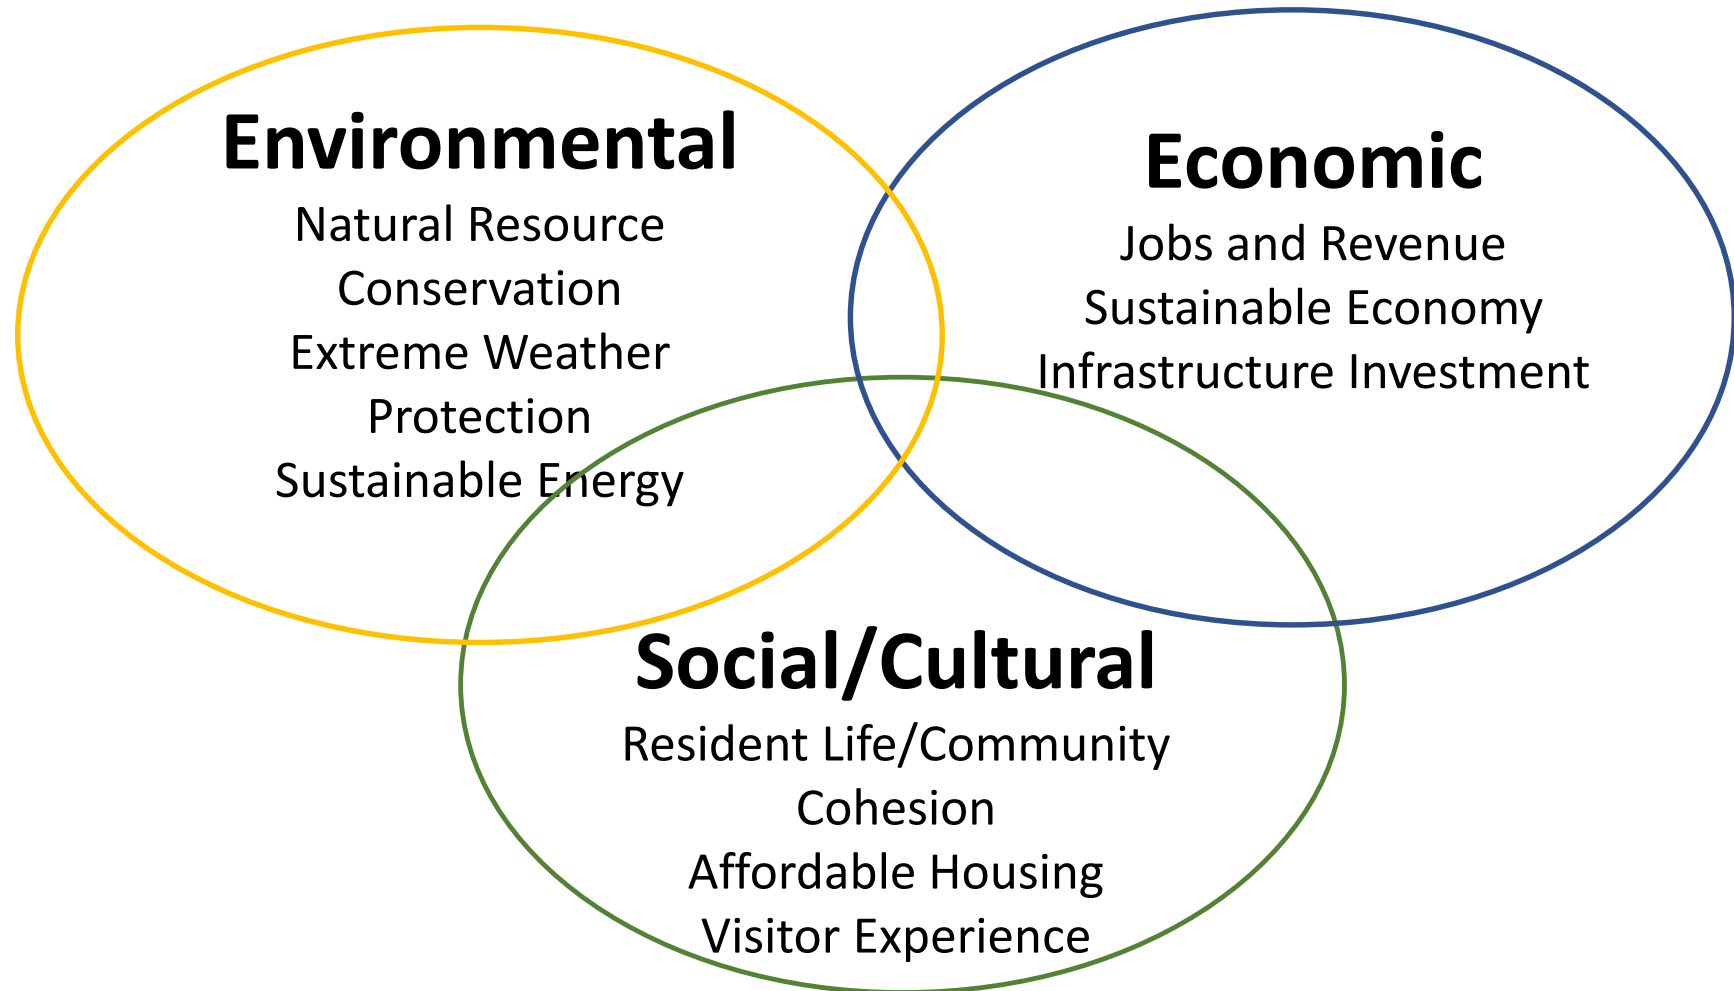 Environmental
Natural Resource
Conservation
Extreme Weather
Protection
Sustainable Energy
Economic
Jobs and Revenue
Sustainable Economy
Infrastructure Investment
Social/Cultural
Resident Life/Community
Cohesion
Affordable Housing
Visitor Experience